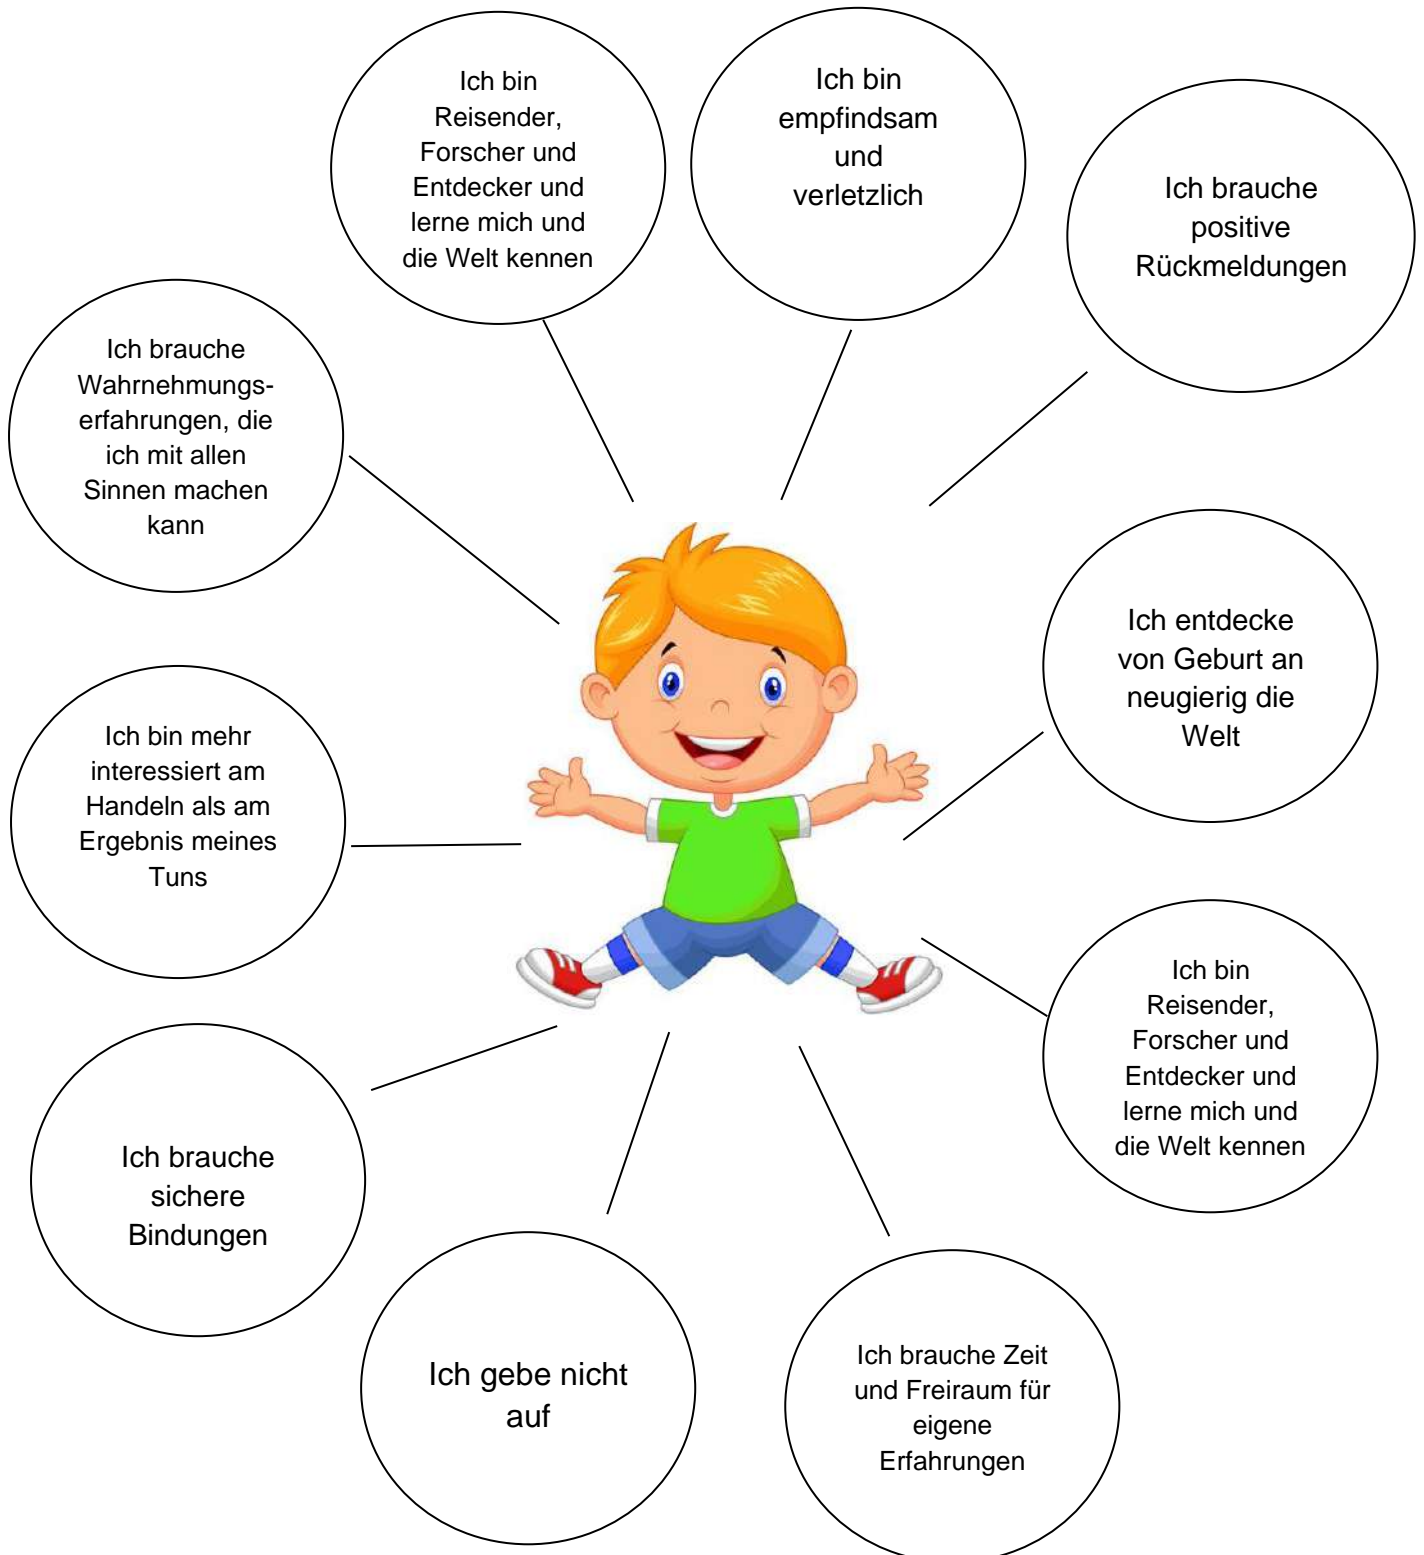 Ich bin
Reisender,
Forscher und
Entdecker und
lerne mich und
die Welt kennen
Ich bin
empfindsam
und
verletzlich
Ich brauche
positive
Rückmeldungen
Ich brauche
Wahrnehmungs-
erfahrungen, die
ich mit allen
Sinnen machen
kann
Ich entdecke
von Geburt an
neugierig die
Welt
Ich bin mehr
interessiert am
Handeln als am
Ergebnis meines
Tuns
Ich bin
Reisender,
Forscher und
Entdecker und
lerne mich und
die Welt kennen
Ich brauche
sichere
Bindungen
Ich gebe nicht
auf
Ich brauche Zeit
und Freiraum für
eigene
Erfahrungen